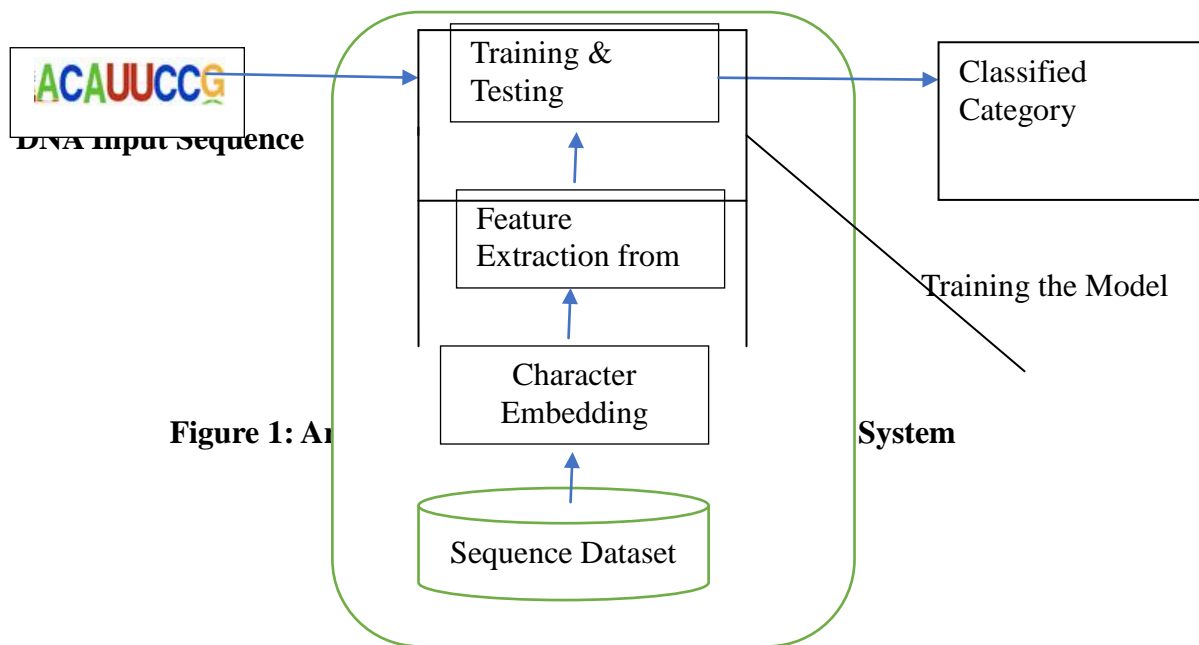 ACAUUCCG
DNA Input Sequence
Training &
Testing
Classified
Category
Feature
Extraction from
Training the Model
Character
Embedding
Figure 1: Ar
System
Sequence Dataset